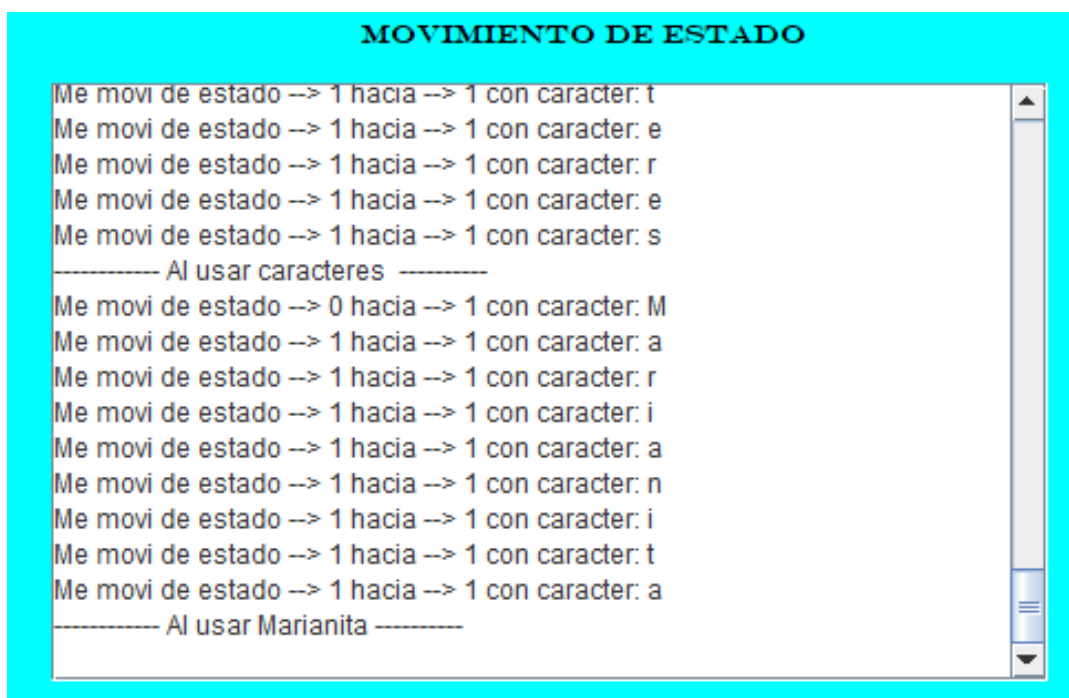 MOVIMIENTO DE ESTADO
Me movi de estado --> 1 hacia --> 1 con caracter: t
Me movi de estado --> 1 hacia --> 1 con caracter: e
Me movi de estado --> 1 hacia --> 1 con caracter: r
Me movi de estado --> 1 hacia --> 1 con caracter: e
Me movi de estado --> 1 hacia --> 1 con caracter: s
------------ Al usar caracteres ----------
Me movi de estado --> 0 hacia --> 1 con caracter: M
Me movi de estado --> 1 hacia --> 1 con caracter: a
Me movi de estado --> 1 hacia --> 1 con caracter: r
Me movi de estado --> 1 hacia --> 1 con caracter: i
Me movi de estado --> 1 hacia --> 1 con caracter: a
Me movi de estado --> 1 hacia --> 1 con caracter: n
Me movi de estado --> 1 hacia --> 1 con caracter: i
Me movi de estado --> 1 hacia --> 1 con caracter: t
Me movi de estado --> 1 hacia --> 1 con caracter: a
------------ Al usar Marianita ----------